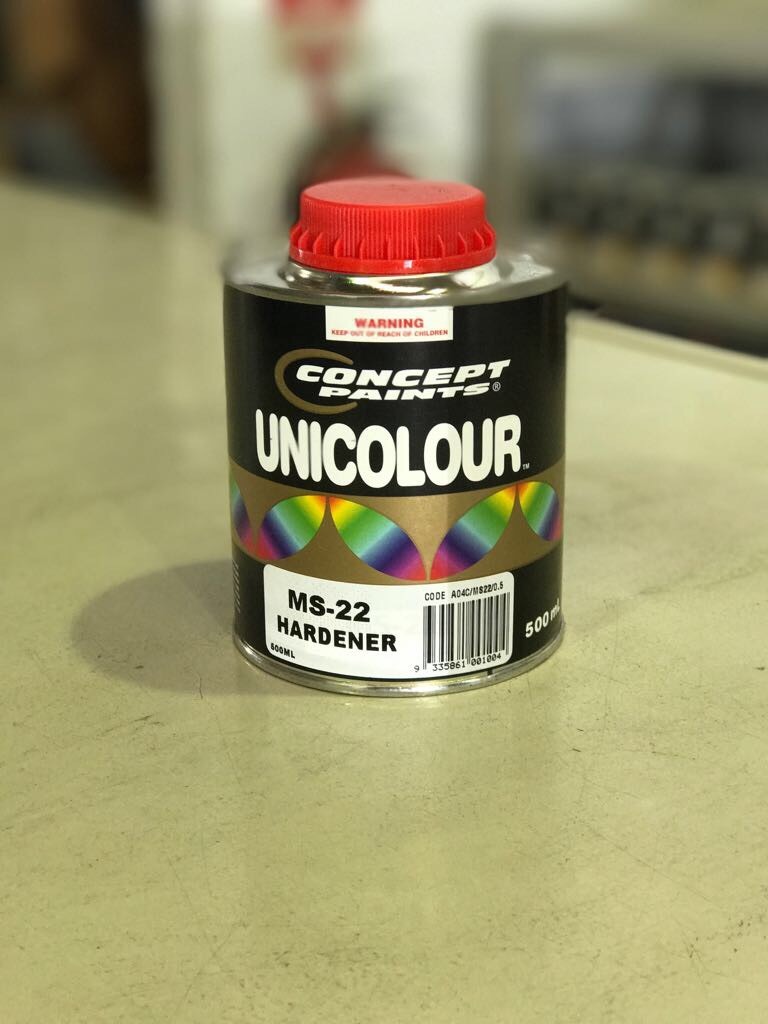 WARNING
KEEP OUT OF REACH OF CHILDREN
CONCEPT
PAINTS®
UNICOLOUR™
MS-22
HARDENER
500ML
CODE A04C/MS22/0.5
9 335861 001004
500 mL